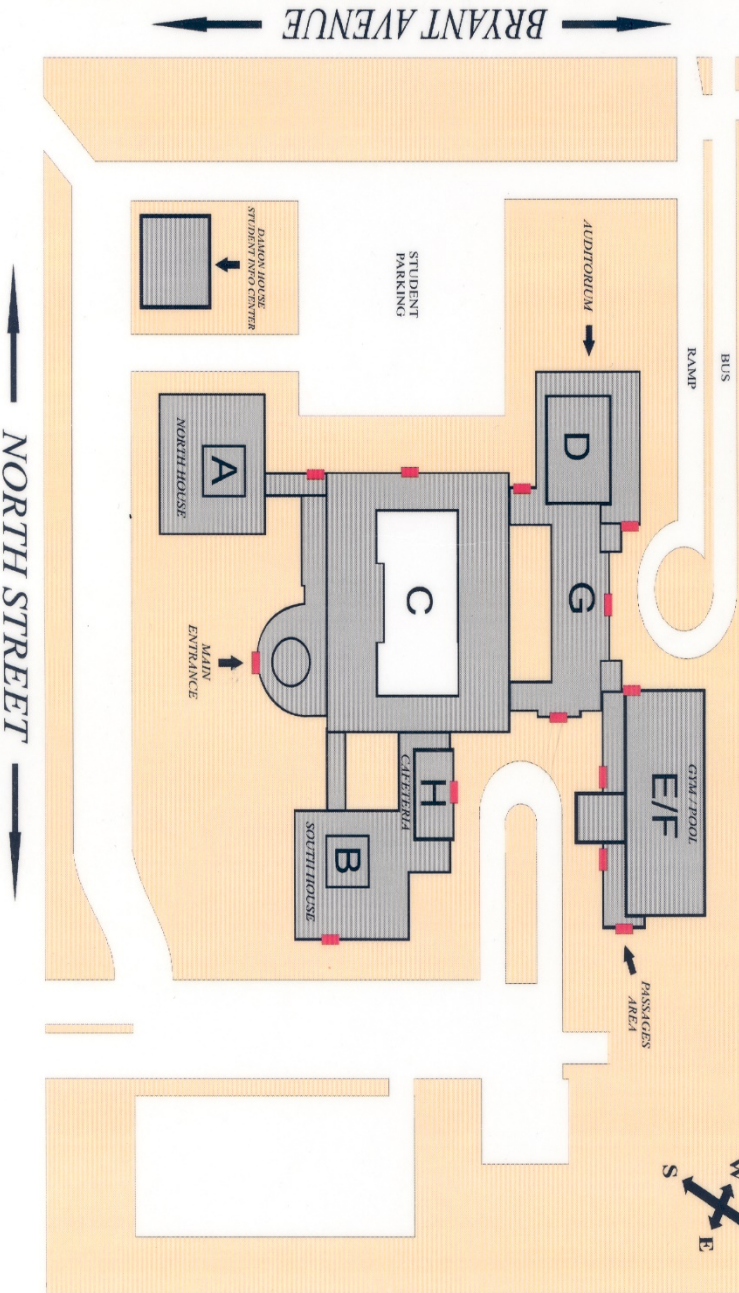 BRYANT AVENUE
BUS
RAMP
AUDITORIUM
STUDENT
PARKING
DAMON HOUSE
STUDENT INFO CENTER
D
G
GYM / POOL
E/F
A
NORTH HOUSE
C
MAIN
ENTRANCE
H
CAFETERIA
B
SOUTH HOUSE
PASSAGES
AREA
NORTH STREET
W
S
E